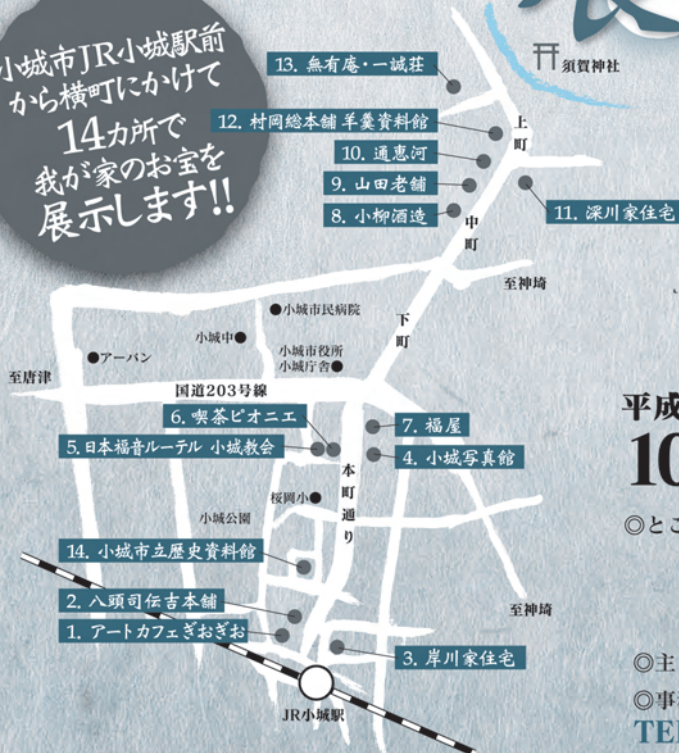 小城市JR小城駅前
から横町にかけて
14カ所で
我が家のお宝を
展示します!!
展
須賀神社
13. 無有庵・一誠荘
12. 村岡総本舗 羊羹資料館
上町
10. 通恵河
9. 山田老舗
8. 小柳酒造
11. 深川家住宅
中町
至神埼
下町
●小城市民病院
小城中●
小城市役所
小城庁舎●
●アーバン
至唐津
国道203号線
6. 喫茶ピオニエ
7. 福屋
5. 日本福音ルーテル 小城教会
4. 小城写真館
本町通り
桜岡小●
小城公園
14. 小城市立歴史資料館
2. 八頭司伝吉本舗
1. アートカフェぎおぎお
3. 岸川家住宅
至神埼
JR小城駅
平成
10
◎とこ
◎主
◎事
TEL